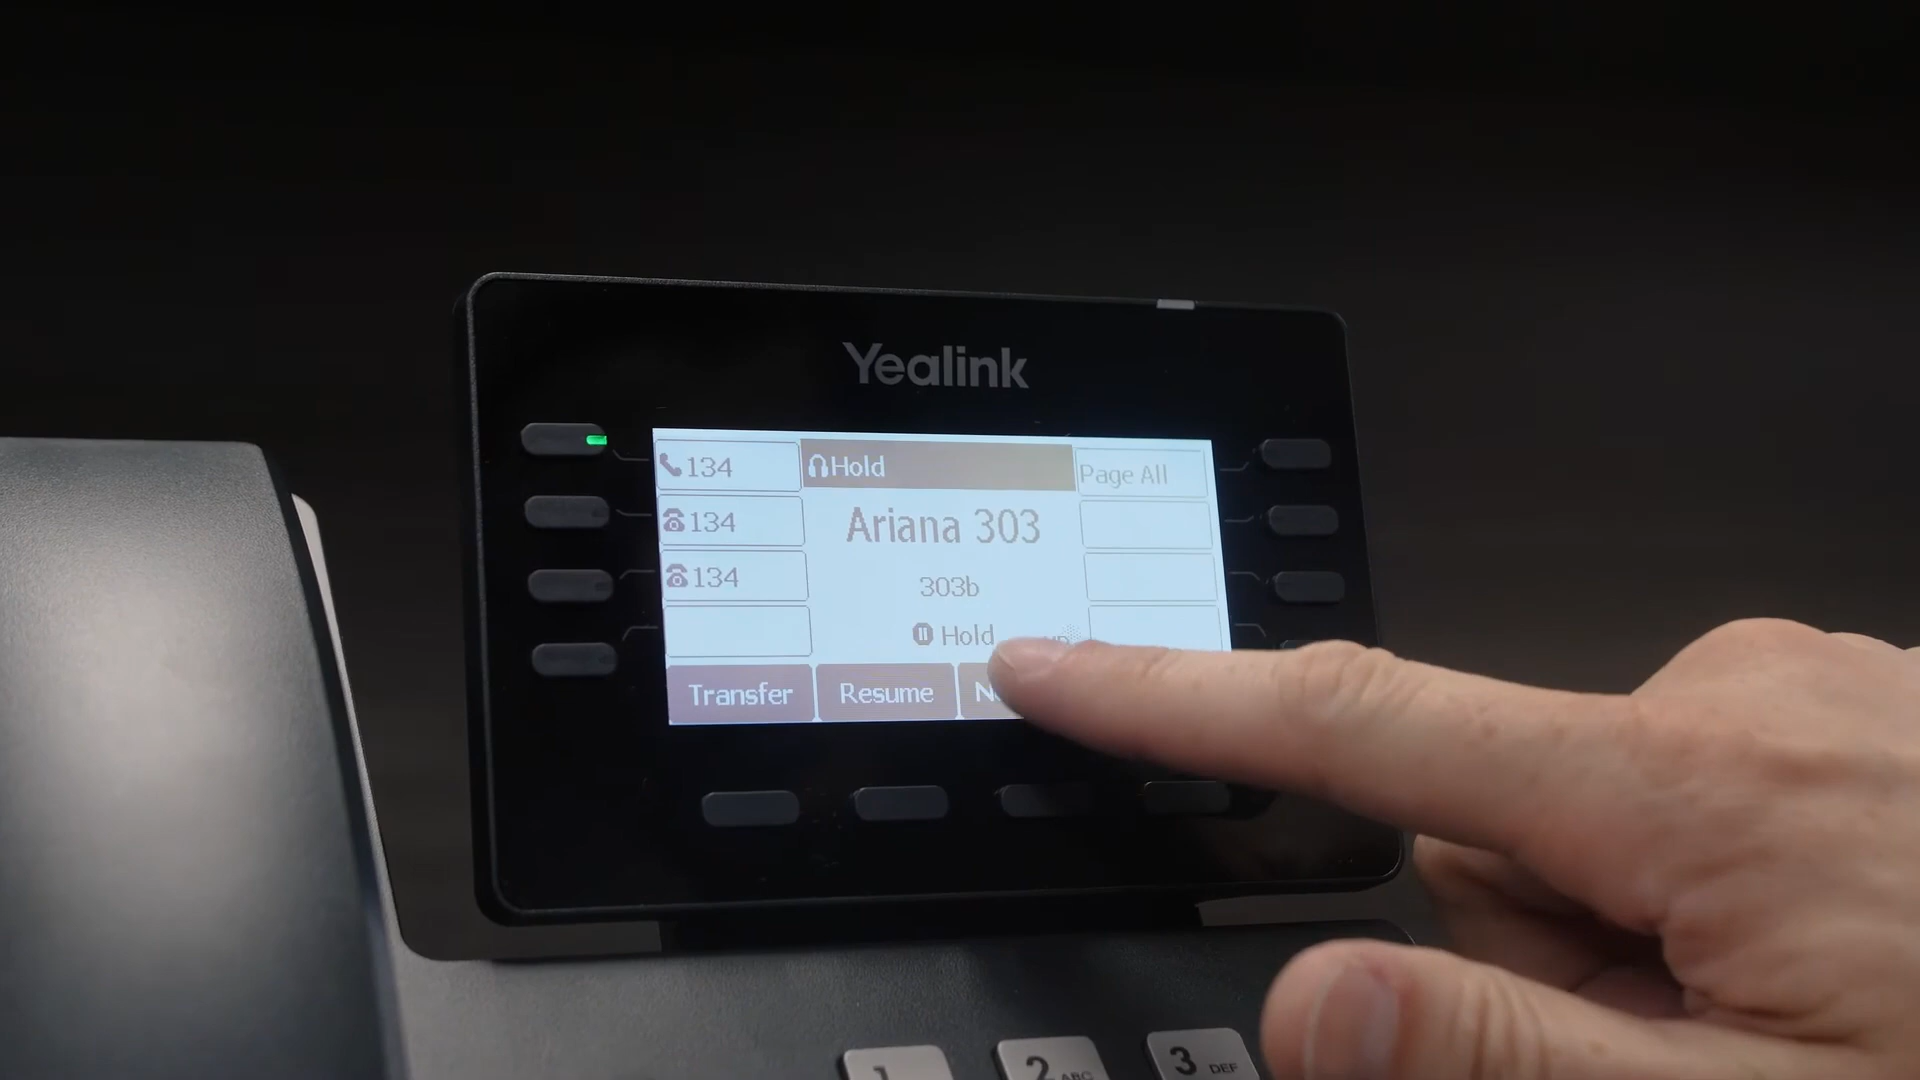 Yealink
134
Hold
Page All
134
Ariana 303
134
303b
Hold
Transfer
Resume
1
2 ABC
3 DEF